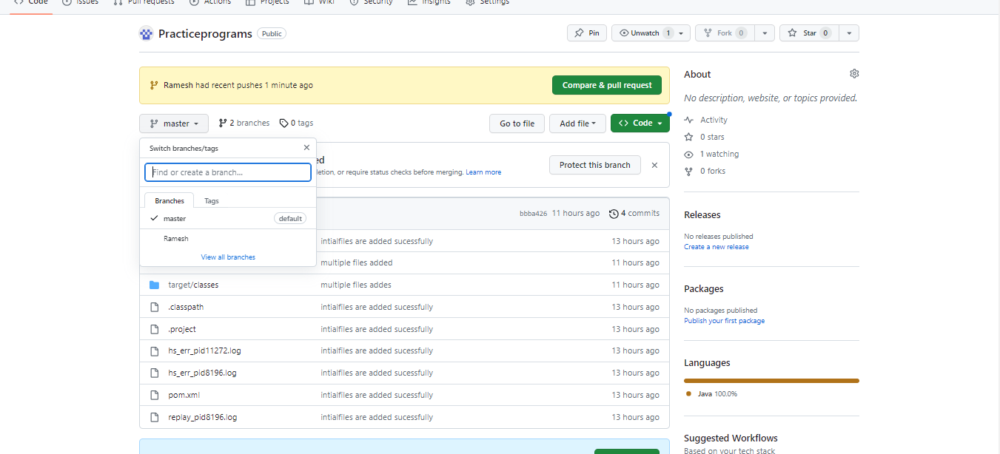 Code Issues Pull requests Actions Projects Wiki Security Insights Settings
Practiceprograms Public
Pin Unwatch 1 Fork 0 Star 0
Ramesh had recent pushes 1 minute ago
Compare & pull request
master 2 branches 0 tags
Go to file Add file Code
Switch branches/tags
Find or create a branch...
Branches Tags
master default
Ramesh
View all branches
ed
letion, or require status checks before merging. Learn more
Protect this branch
bbba426 11 hours ago 4 commits
intialfiles are added sucessfully 13 hours ago
multiple files added 11 hours ago
target/classes multiple files addes 11 hours ago
.classpath intialfiles are added sucessfully 13 hours ago
.project intialfiles are added sucessfully 13 hours ago
hs_err_pid11272.log intialfiles are added sucessfully 13 hours ago
hs_err_pid8196.log intialfiles are added sucessfully 13 hours ago
pom.xml intialfiles are added sucessfully 13 hours ago
replay_pid8196.log intialfiles are added sucessfully 13 hours ago
About
No description, website, or topics provided.
Activity
0 stars
1 watching
0 forks
Releases
No releases published
Create a new release
Packages
No packages published
Publish your first package
Languages
Java 100.0%
Suggested Workflows
Based on your tech stack